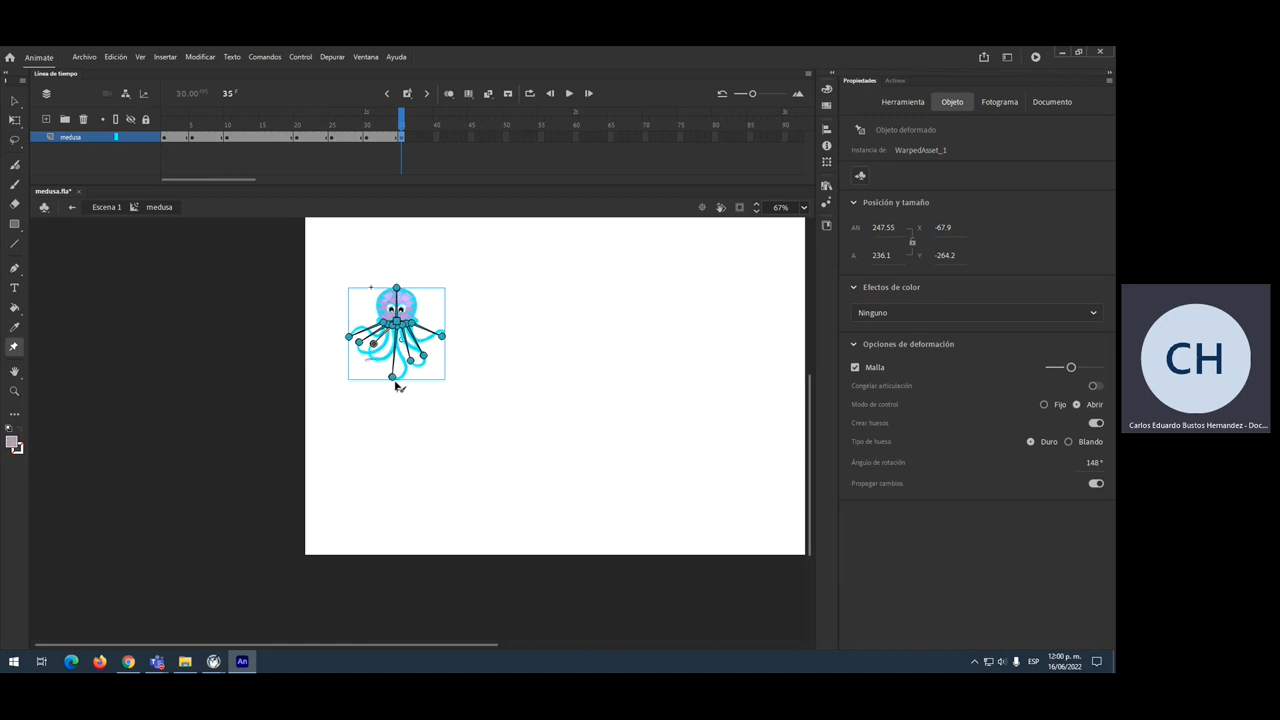 Animate Archivo Edición Ver Insertar Modificar Texto Comandos Control Depurar Ventana Ayuda
Línea de tiempo
Propiedades Activos
30.00 FPS 35 F
Herramienta Objeto Fotograma Documento
1s 2s 3s
5 10 15 20 25 30 40 45 50 55 60 65 70 75 80 85 90
medusa
Objeto deformado
Instancia de: WarpedAsset_1
medusa.fla* ×
Escena 1 medusa 67%
Posición y tamaño
AN 247.55 X -67.9
A 236.1 Y -264.2
Efectos de color
Ninguno
Opciones de deformación
Malla
Congelar articulación
Modo de control Fijo Abrir
Crear huesos
Tipo de hueso Duro Blando
Ángulo de rotación 148°
Propagar cambios
CH
Carlos Eduardo Bustos Hernandez - Doc...
An
ESP
12:00 p. m.
16/06/2022